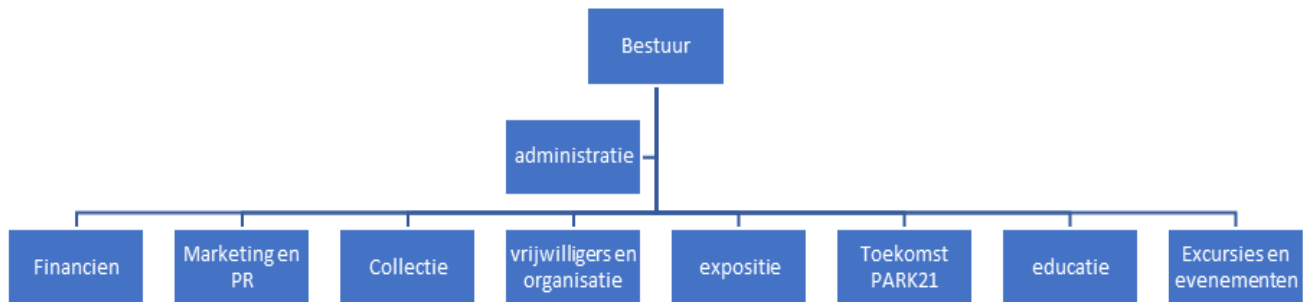 Bestuur
administratie
Financien
Marketing en
PR
Collectie
vrijwilligers en
organisatie
expositie
Toekomst
PARK21
educatie
Excursies en
evenementen